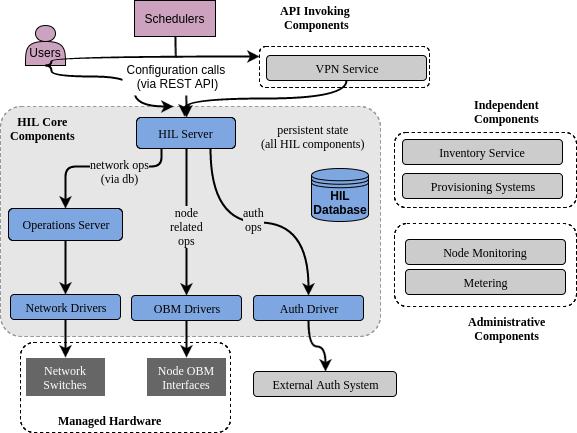 Schedulers
API Invoking
Components
Users
Configuration calls
(via REST API)
VPN Service
HIL Core
Components
HIL Server
persistent state
(all HIL components)
Independent
Components
Inventory Service
Provisioning Systems
network ops
(via db)
HIL
Database
node
related
ops
auth
ops
Operations Server
Node Monitoring
Metering
Network Drivers
OBM Drivers
Auth Driver
Administrative
Components
Network
Switches
Node OBM
Interfaces
External Auth System
Managed Hardware